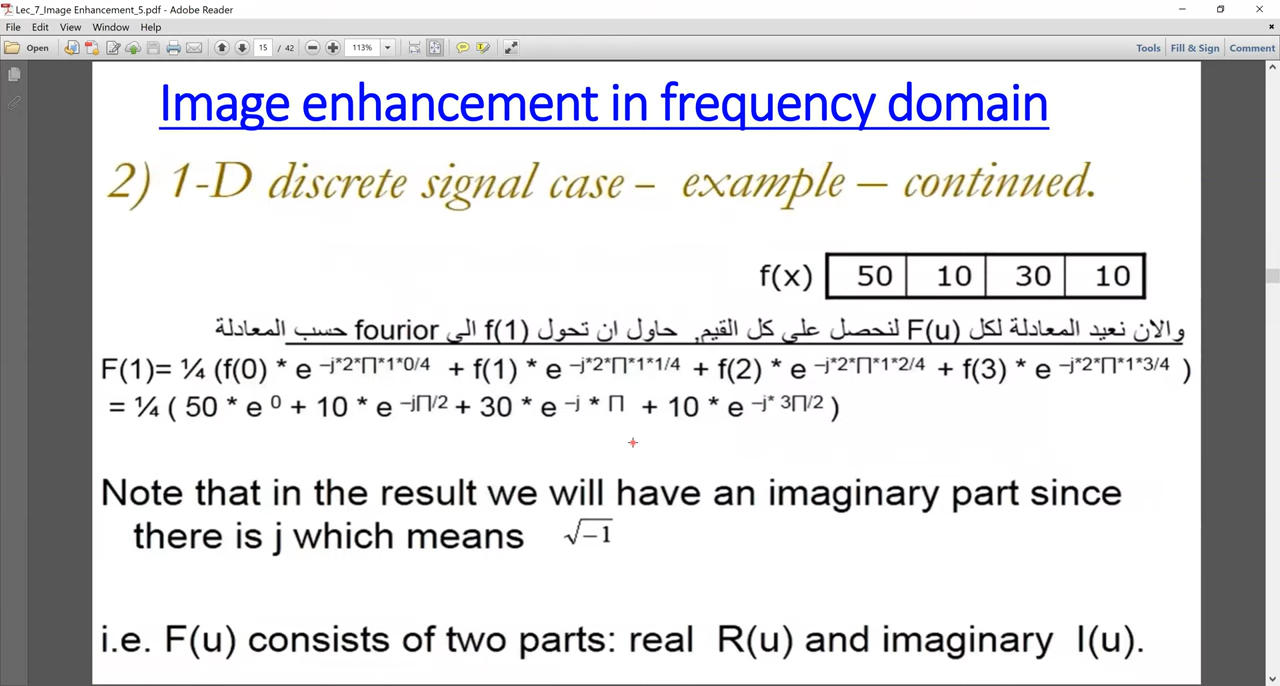 Lec_7_Image Enhancement_5.pdf - Adobe Reader
File Edit View Window Help
Open 15 / 42 113% Tools Fill & Sign Comment
Image enhancement in frequency domain
2) 1-D discrete signal case – example – continued.
f(x) 50 10 30 10
والان نعيد المعادلة لكل F(u) لنحصل على كل القيم, حاول ان تحول f(1) الى fourior حسب المعادلة
F(1)= ¼ (f(0) * e –j*2*∏*1*0/4 + f(1) * e –j*2*∏*1*1/4 + f(2) * e –j*2*∏*1*2/4 + f(3) * e –j*2*∏*1*3/4 )
= ¼ ( 50 * e 0 + 10 * e –j∏/2 + 30 * e –j * ∏ + 10 * e –j* 3∏/2 )
Note that in the result we will have an imaginary part since
there is j which means √−1
i.e. F(u) consists of two parts: real R(u) and imaginary I(u).